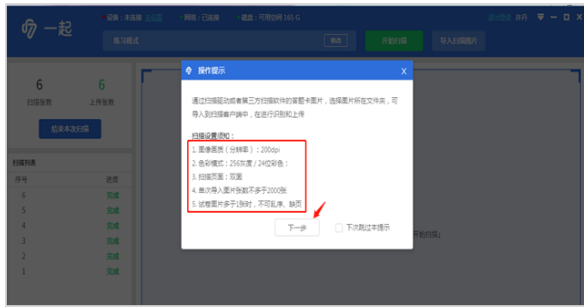 一起
设备：未连接
网络：已连接
磁盘：可用空间 165 G
练习模式
修改
开始扫描
导入扫描图片
6
6
扫描张数
上传张数
结束本次扫描
扫描列表
序号
进度
6
完成
5
完成
4
完成
3
完成
2
完成
1
完成
操作提示
X
通过扫描驱动或者第三方扫描软件的答题卡图片，选择图片所在文件夹，可
导入到扫描客户端中，在进行识别和上传
扫描设置须知：
1. 图像画质（分辨率）：200dpi
2. 色彩模式：256灰度 / 24位彩色；
3. 扫描页面：双面
4. 单次导入图片张数不多于2000张
5. 试卷图片多于1张时，不可乱序、缺页
下一步
下次跳过本提示
开始扫描；